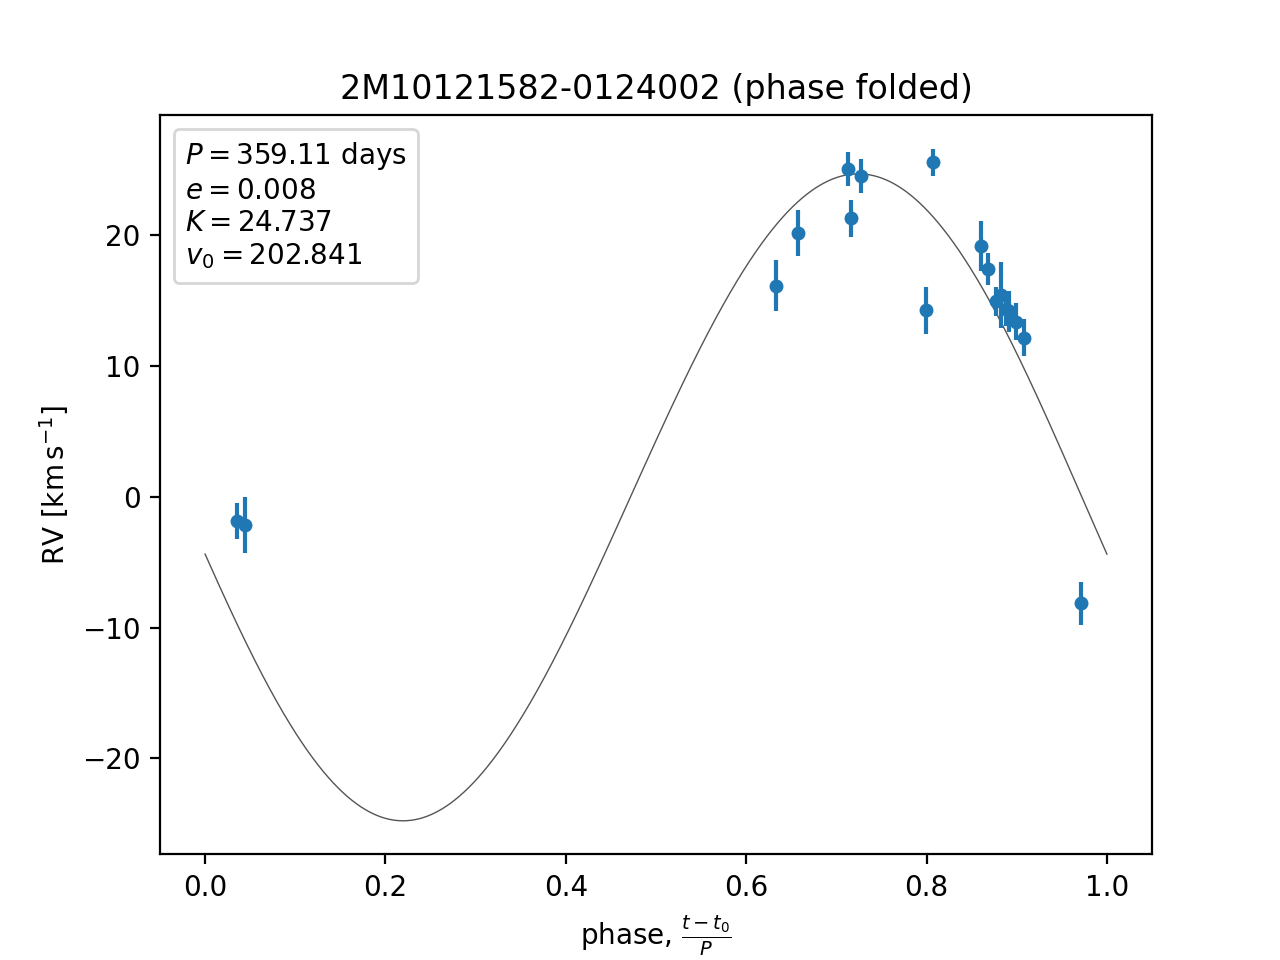 2M10121582-0124002 (phase folded)
P = 359.11 days
e = 0.008
K = 24.737
v₀ = 202.841
20
10
0
−10
−20
RV [km s⁻¹]
0.0 0.2 0.4 0.6 0.8 1.0
phase, (t − t₀)/P